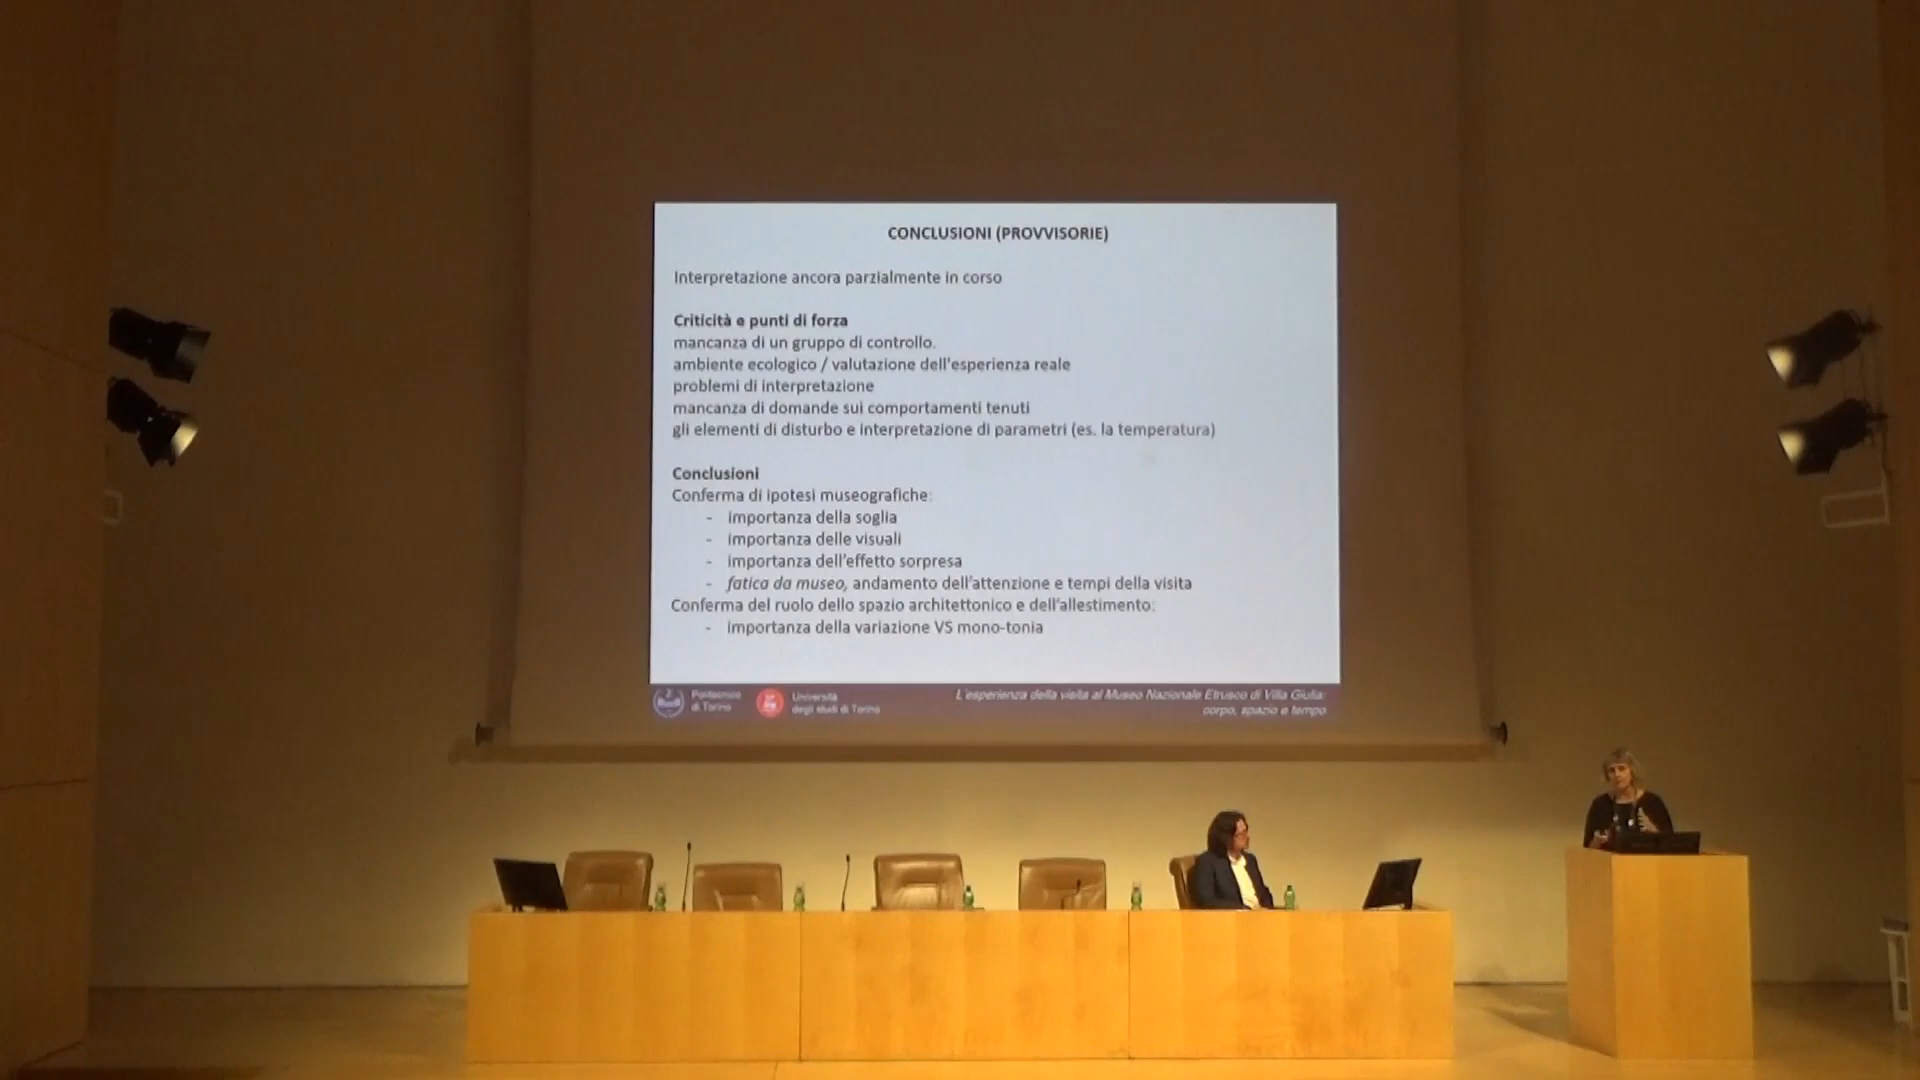 CONCLUSIONI (PROVVISORIE)
Interpretazione ancora parzialmente in corso
Criticità e punti di forza
mancanza di un gruppo di controllo.
ambiente ecologico / valutazione dell'esperienza reale
problemi di interpretazione
mancanza di domande sui comportamenti tenuti
gli elementi di disturbo e interpretazione di parametri (es. la temperatura)
Conclusioni
Conferma di ipotesi museografiche:
- importanza della soglia
- importanza delle visuali
- importanza dell'effetto sorpresa
- fatica da museo, andamento dell'attenzione e tempi della visita
Conferma del ruolo dello spazio architettonico e dell'allestimento:
- importanza della variazione VS mono-tonia
Politecnico
di Torino
Università
degli studi di Torino
L'esperienza della visita al Museo Nazionale Etrusco di Villa Giulia:
corpo, spazio e tempo